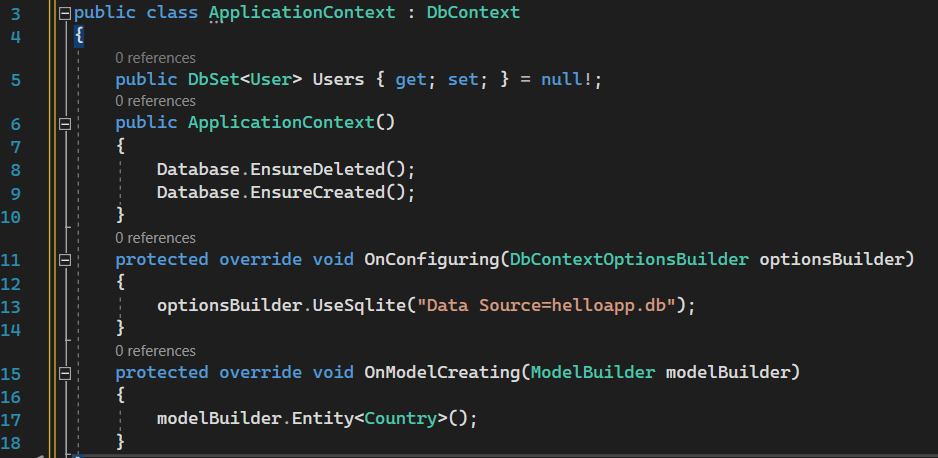 3 public class ApplicationContext : DbContext
4 {
0 references
5 public DbSet<User> Users { get; set; } = null!;
0 references
6 public ApplicationContext()
7 {
8 Database.EnsureDeleted();
9 Database.EnsureCreated();
10 }
0 references
11 protected override void OnConfiguring(DbContextOptionsBuilder optionsBuilder)
12 {
13 optionsBuilder.UseSqlite("Data Source=helloapp.db");
14 }
0 references
15 protected override void OnModelCreating(ModelBuilder modelBuilder)
16 {
17 modelBuilder.Entity<Country>();
18 }